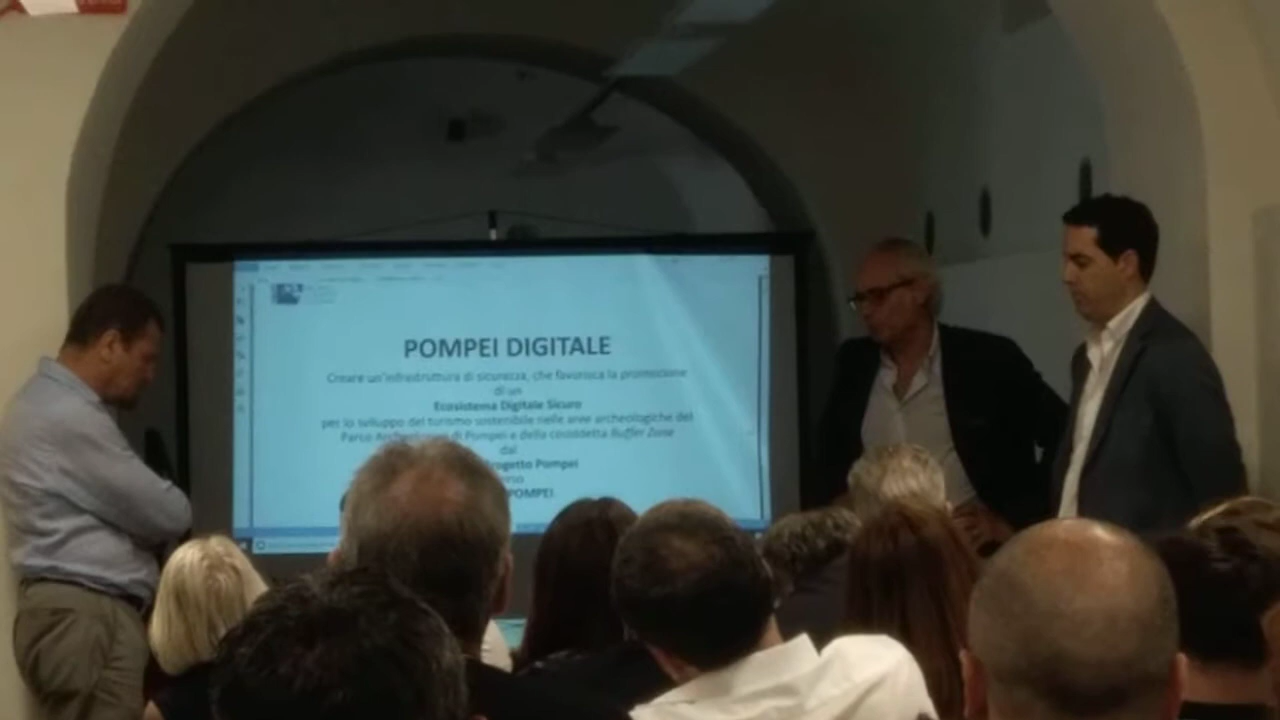 POMPEI DIGITALE
Creare un'infrastruttura di sicurezza, che favorisca la promozione
di un
Ecosistema Digitale Sicuro
per lo sviluppo del turismo sostenibile nelle aree archeologiche del
Parco Archeologico di Pompei e della cosiddetta Buffer Zone
dal
Progetto Pompei
POMPEI